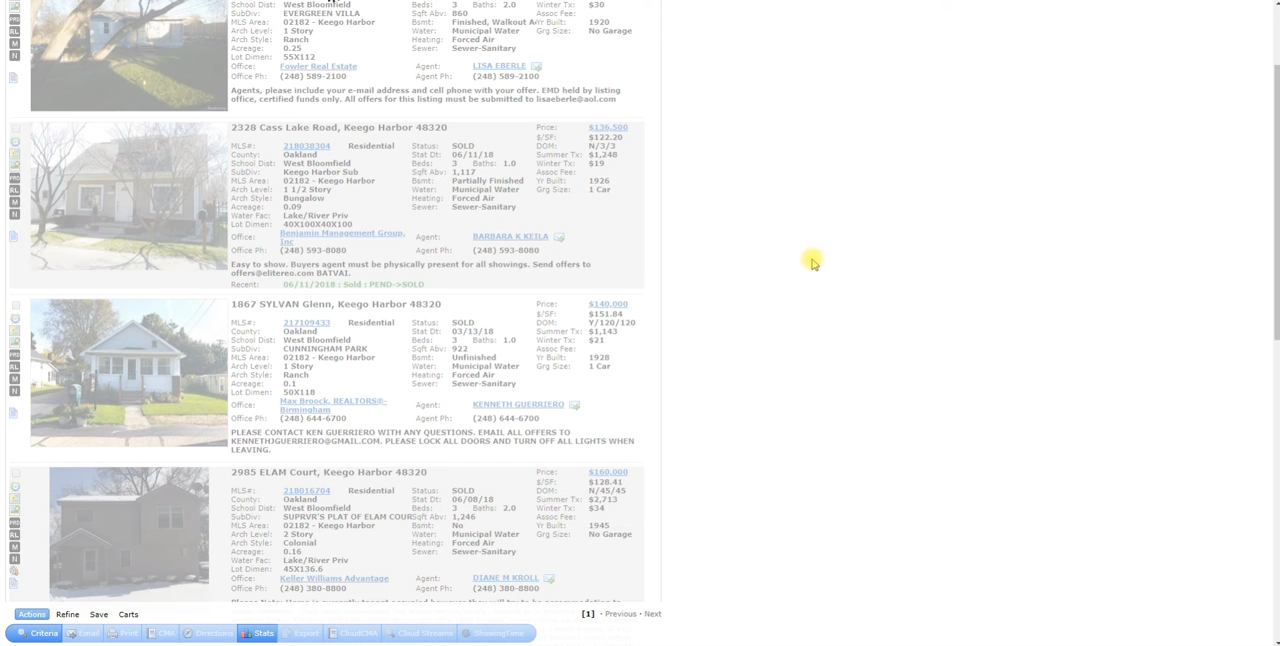 School Dist: West Bloomfield Beds: 3 Baths: 2.0 Winter Tx: $30
SubDiv: EVERGREEN VILLA Sqft Abv: 860 Assoc Fee:
MLS Area: 02182 - Keego Harbor Bsmt: Finished, Walkout A Yr Built: 1920
Arch Level: 1 Story Water: Municipal Water Grg Size: No Garage
Arch Style: Ranch Heating: Forced Air
Acreage: 0.25 Sewer: Sewer-Sanitary
Lot Dimen: 55X112
Office: Fowler Real Estate Agent: LISA EBERLE
Office Ph: (248) 589-2100 Agent Ph: (248) 589-2100
Agents, please include your e-mail address and cell phone with your offer. EMD held by listing
office, certified funds only. All offers for this listing must be submitted to lisaeberle@aol.com
2328 Cass Lake Road, Keego Harbor 48320 Price: $136,500
$/SF: $122.20
MLS#: 218038304 Residential Status: SOLD DOM: N/3/3
County: Oakland Stat Dt: 06/11/18 Summer Tx: $1,248
School Dist: West Bloomfield Beds: 3 Baths: 1.0 Winter Tx: $19
SubDiv: Keego Harbor Sub Sqft Abv: 1,117 Assoc Fee:
MLS Area: 02182 - Keego Harbor Bsmt: Partially Finished Yr Built: 1926
Arch Level: 1 1/2 Story Water: Municipal Water Grg Size: 1 Car
Arch Style: Bungalow Heating: Forced Air
Acreage: 0.09 Sewer: Sewer-Sanitary
Water Fac: Lake/River Priv
Lot Dimen: 40X100X40X100
Office: Benjamin Management Group, Inc Agent: BARBARA K KEILA
Office Ph: (248) 593-8080 Agent Ph: (248) 593-8080
Easy to show. Buyers agent must be physically present for all showings. Send offers to
offers@elitereo.com BATVAI.
Recent: 06/11/2018 : Sold : PEND->SOLD
1867 SYLVAN Glenn, Keego Harbor 48320 Price: $140,000
$/SF: $151.84
MLS#: 217109433 Residential Status: SOLD DOM: Y/120/120
County: Oakland Stat Dt: 03/13/18 Summer Tx: $1,143
School Dist: West Bloomfield Beds: 3 Baths: 1.0 Winter Tx: $21
SubDiv: CUNNINGHAM PARK Sqft Abv: 922 Assoc Fee:
MLS Area: 02182 - Keego Harbor Bsmt: Unfinished Yr Built: 1928
Arch Level: 1 Story Water: Municipal Water Grg Size: 1 Car
Arch Style: Ranch Heating: Forced Air
Acreage: 0.1 Sewer: Sewer-Sanitary
Lot Dimen: 50X118
Office: Max Broock, REALTORS®-Birmingham Agent: KENNETH GUERRIERO
Office Ph: (248) 644-6700 Agent Ph: (248) 644-6700
PLEASE CONTACT KEN GUERRIERO WITH ANY QUESTIONS. EMAIL ALL OFFERS TO
KENNETHJGUERRIERO@GMAIL.COM. PLEASE LOCK ALL DOORS AND TURN OFF ALL LIGHTS WHEN
LEAVING.
2985 ELAM Court, Keego Harbor 48320 Price: $160,000
$/SF: $128.41
MLS#: 218016704 Residential Status: SOLD DOM: N/45/45
County: Oakland Stat Dt: 06/08/18 Summer Tx: $2,713
School Dist: West Bloomfield Beds: 3 Baths: 2.0 Winter Tx: $34
SubDiv: SUPRVR'S PLAT OF ELAM COUR Sqft Abv: 1,246 Assoc Fee:
MLS Area: 02182 - Keego Harbor Bsmt: No Yr Built: 1945
Arch Level: 2 Story Water: Municipal Water Grg Size: No Garage
Arch Style: Colonial Heating: Forced Air
Acreage: 0.16 Sewer: Sewer-Sanitary
Water Fac: Lake/River Priv
Lot Dimen: 45X136.6
Office: Keller Williams Advantage Agent: DIANE M KROLL
Office Ph: (248) 380-8800 Agent Ph: (248) 380-8800
Actions Refine Save Carts [1] · Previous · Next
Criteria Email Print CMA Directions Stats Export CloudCMA Cloud Streams ShowingTime